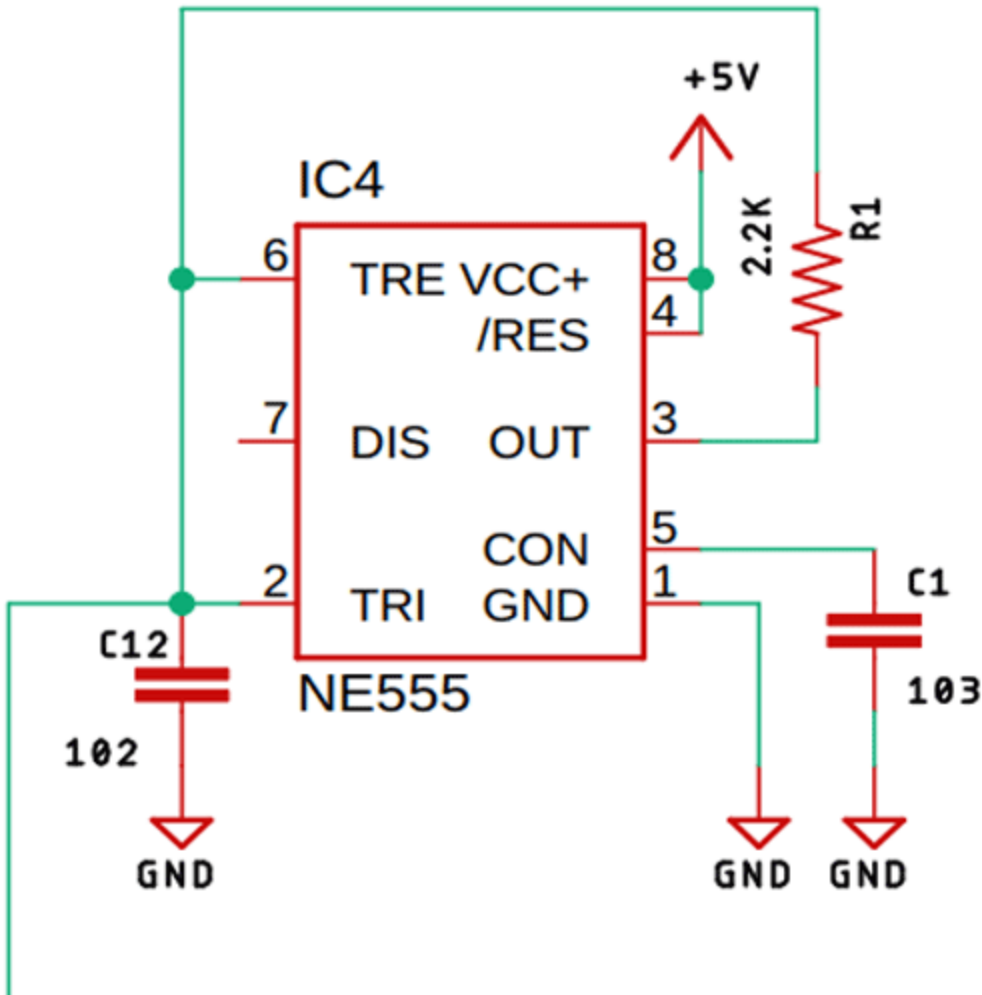 +5V
IC4
2.2K
R1
6
8
TRE VCC+
4
/RES
7
3
DIS OUT
5
CON
C1
2
1
TRI GND
C12
NE555
103
102
GND
GND
GND